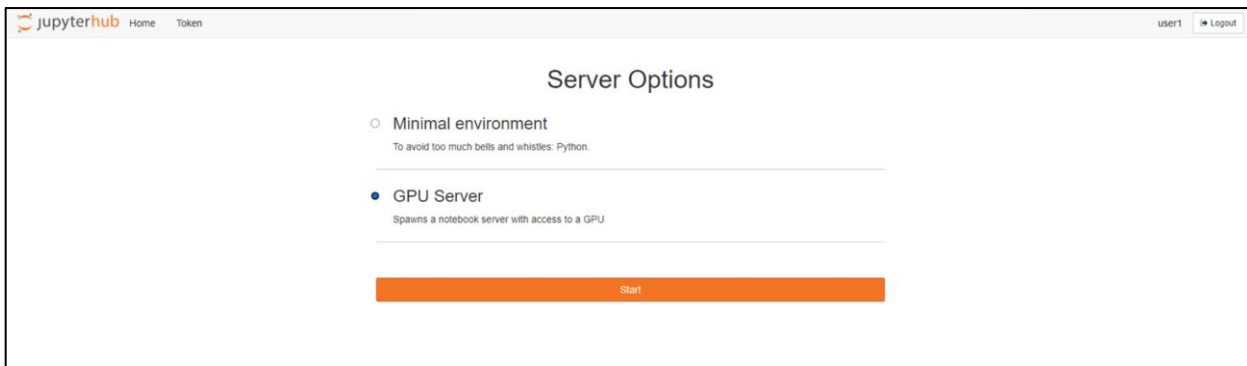 jupyterhub Home Token user1 Logout
Server Options
Minimal environment
To avoid too much bells and whistles: Python.
GPU Server
Spawns a notebook server with access to a GPU
Start